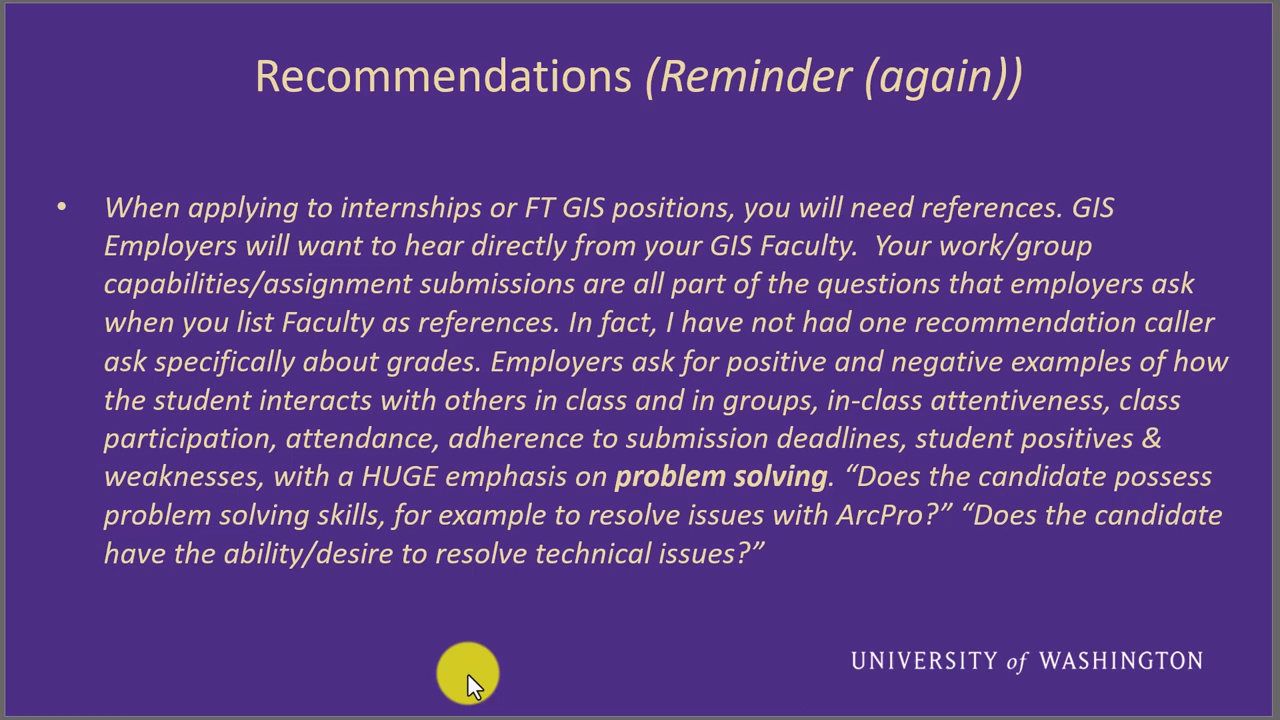 Recommendations (Reminder (again))
• When applying to internships or FT GIS positions, you will need references. GIS
Employers will want to hear directly from your GIS Faculty.  Your work/group
capabilities/assignment submissions are all part of the questions that employers ask
when you list Faculty as references. In fact, I have not had one recommendation caller
ask specifically about grades. Employers ask for positive and negative examples of how
the student interacts with others in class and in groups, in-class attentiveness, class
participation, attendance, adherence to submission deadlines, student positives &
weaknesses, with a HUGE emphasis on problem solving. “Does the candidate possess
problem solving skills, for example to resolve issues with ArcPro?” “Does the candidate
have the ability/desire to resolve technical issues?”
UNIVERSITY of WASHINGTON